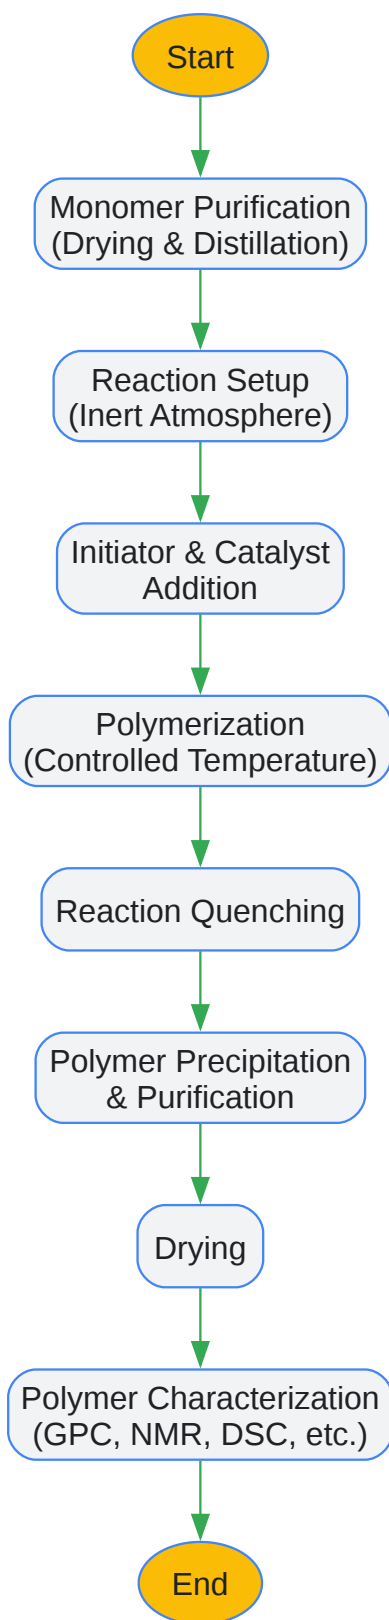 Start
Monomer Purification
(Drying & Distillation)
Reaction Setup
(Inert Atmosphere)
Initiator & Catalyst
Addition
Polymerization
(Controlled Temperature)
Reaction Quenching
Polymer Precipitation
& Purification
Drying
Polymer Characterization
(GPC, NMR, DSC, etc.)
End